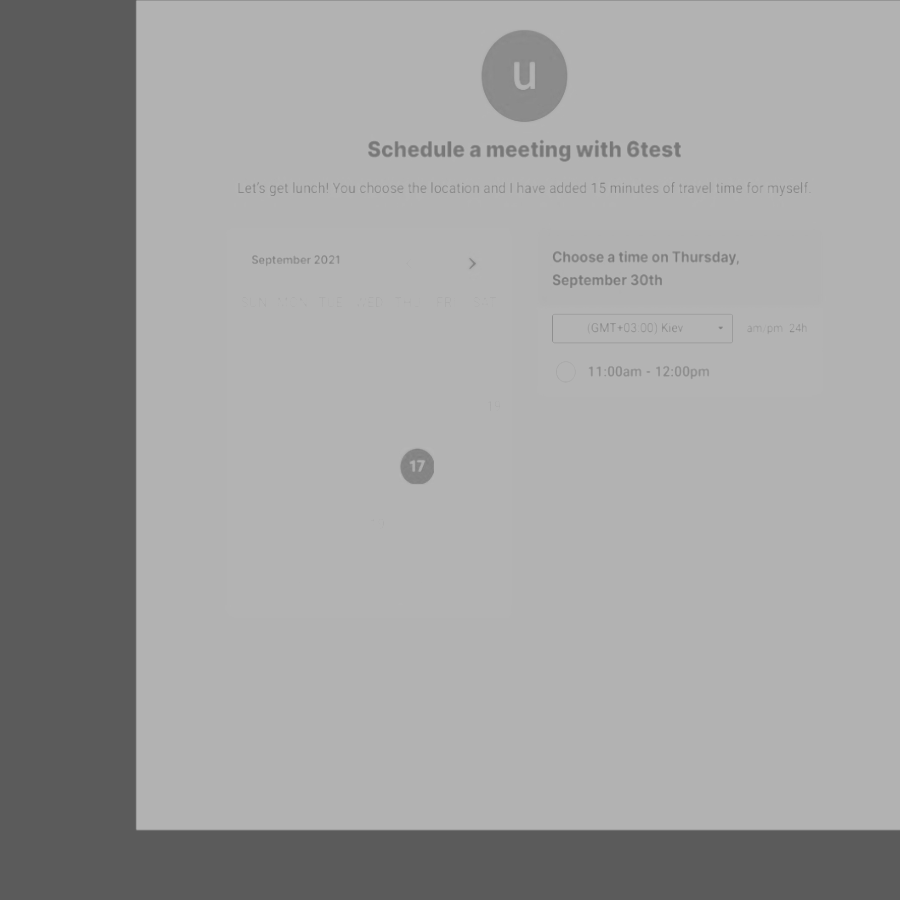 u
Schedule a meeting with 6test
Let's get lunch! You choose the location and I have added 15 minutes of travel time for myself.
September 2021
SUN MON TUE WED THU FRI SAT
17
Choose a time on Thursday,
September 30th
(GMT+03:00) Kiev
am/pm 24h
11:00am - 12:00pm